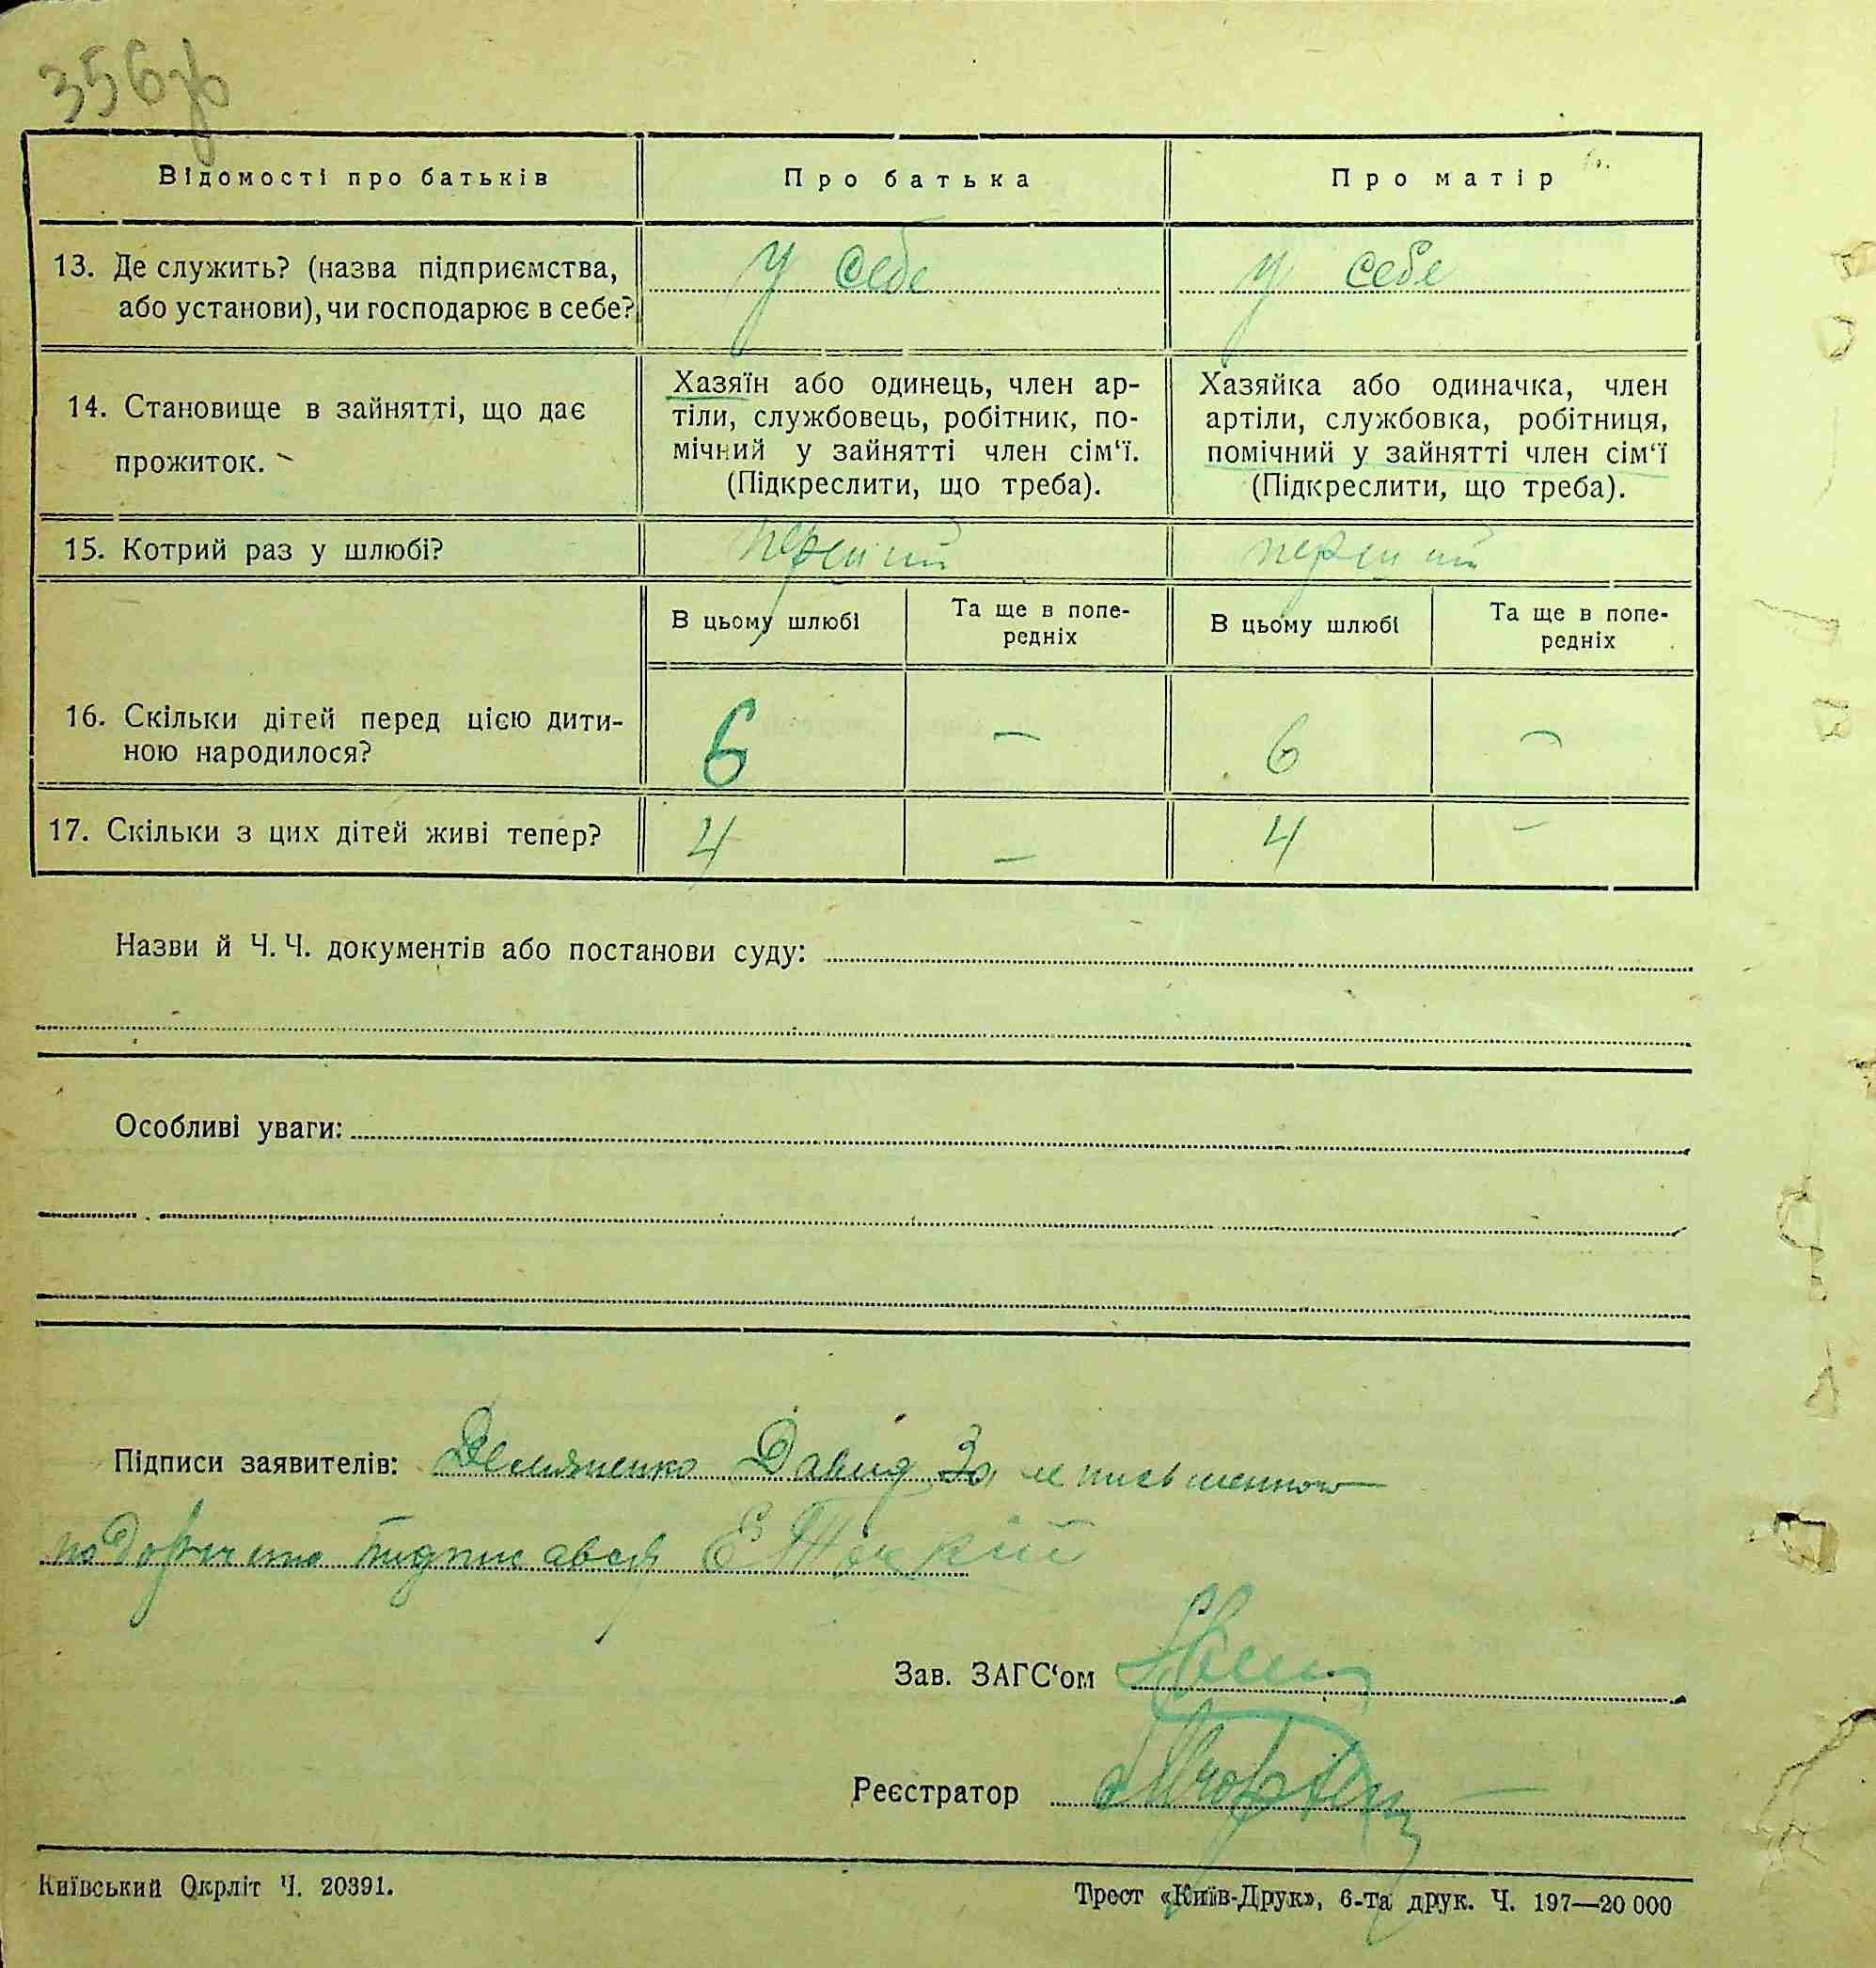 356зв
Відомості про батьків
Про батька
Про матір
13. Де служить? (назва підприємства,
або установи), чи господарює в себе?
у себе
у себе
14. Становище в зайнятті, що дає
прожиток.
Хазяїн або одинець, член ар-
тіли, службовець, робітник, по-
мічний у зайнятті член сім‘ї.
(Підкреслити, що треба).
Хазяйка або одиначка, член
артіли, службовка, робітниця,
помічний у зайнятті член сім‘ї
(Підкреслити, що треба).
15. Котрий раз у шлюбі?
перший
перший
В цьому шлюбі
Та ще в попе-
редніх
В цьому шлюбі
Та ще в попе-
редніх
16. Скільки дітей перед цією дити-
ною народилося?
6 — 6 —
17. Скільки з цих дітей живі тепер?
4 — 4 —
Назви й Ч. Ч. документів або постанови суду:
Особливі уваги:
Підписи заявителів: Давид За
Зав. ЗАГС‘ом
Реєстратор
Київський Окрліт Ч. 20391.
Трест «Київ-Друк», 6-та друк. Ч. 197—20 000